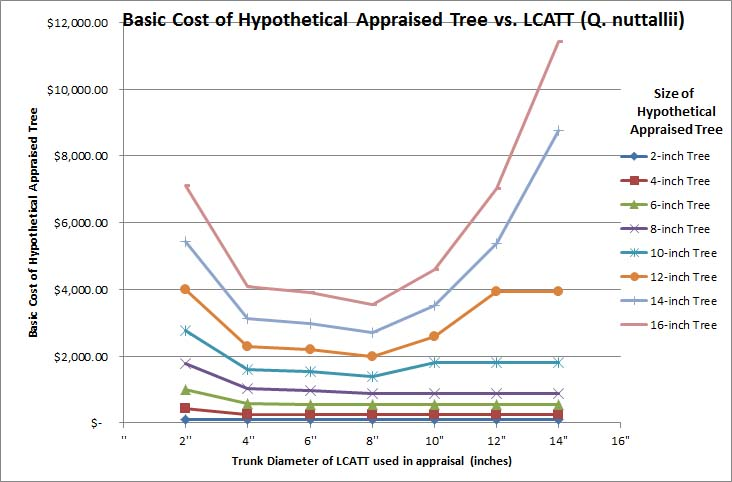 Basic Cost of Hypothetical Appraised Tree vs. LCATT (Q. nuttallii)
$12,000.00
$10,000.00
$8,000.00
$6,000.00
$4,000.00
$2,000.00
$-
Basic Cost of Hypothetical Appraised Tree
" 2" 4" 6" 8" 10" 12" 14" 16"
Trunk Diameter of LCATT used in appraisal (inches)
Size of
Hypothetical
Appraised Tree
2-inch Tree
4-inch Tree
6-inch Tree
8-inch Tree
10-inch Tree
12-inch Tree
14-inch Tree
16-inch Tree